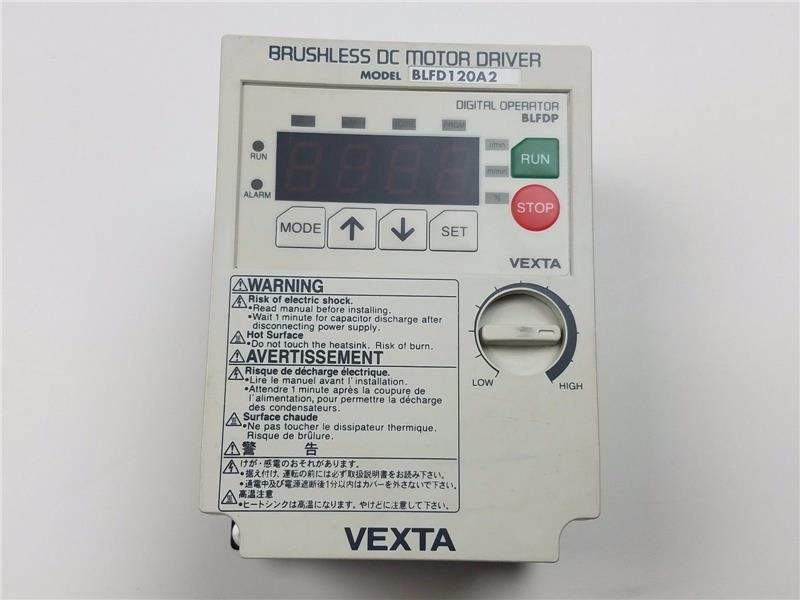 BRUSHLESS DC MOTOR DRIVER
MODEL BLFD120A2
DIGITAL OPERATOR
BLFDP
PRGM
r/min
m/min
%
RUN
ALARM
RUN
STOP
MODE
↑
↓
SET
VEXTA
⚠WARNING
Risk of electric shock.
•Read manual before installing.
•Wait 1 minute for capacitor discharge after
disconnecting power supply.
Hot Surface
•Do not touch the heatsink. Risk of burn.
⚠AVERTISSEMENT
Risque de décharge électrique.
•Lire le manuel avant l'installation.
•Attendre 1 minute après la coupure de
l'alimentation, pour permettre la décharge
des condensateurs.
Surface chaude
•Ne pas toucher le dissipateur thermique.
Risque de brûlure.
⚠警 告
けが・感電のおそれがあります。
•据え付け、運転の前には必ず取扱説明書をお読み下さい。
•通電中及び電源遮断後1分以内はカバーを外さないで下さい。
高温注意
•ヒートシンクは高温になります。やけどに注意して下さい。
LOW
HIGH
VEXTA